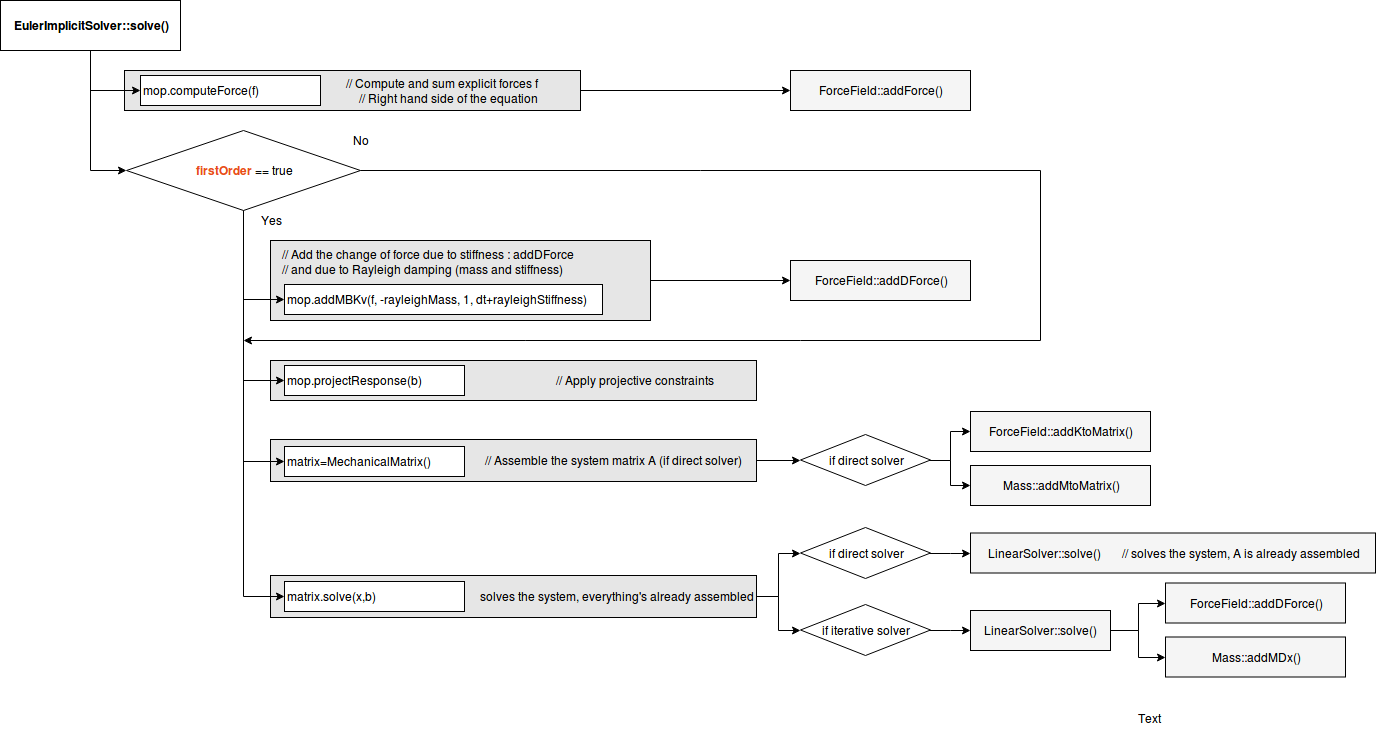 EulerImplicitSolver::solve()
mop.computeForce(f)
// Compute and sum explicit forces f
// Right hand side of the equation
ForceField::addForce()
No
firstOrder == true
Yes
// Add the change of force due to stiffness : addDForce
// and due to Rayleigh damping (mass and stiffness)
mop.addMBKv(f, -rayleighMass, 1, dt+rayleighStiffness)
ForceField::addDForce()
mop.projectResponse(b)
// Apply projective constraints
matrix=MechanicalMatrix()
// Assemble the system matrix A (if direct solver)
if direct solver
ForceField::addKtoMatrix()
Mass::addMtoMatrix()
matrix.solve(x,b)
solves the system, everything's already assembled
if direct solver
LinearSolver::solve()
// solves the system, A is already assembled
if iterative solver
LinearSolver::solve()
ForceField::addDForce()
Mass::addMDx()
Text